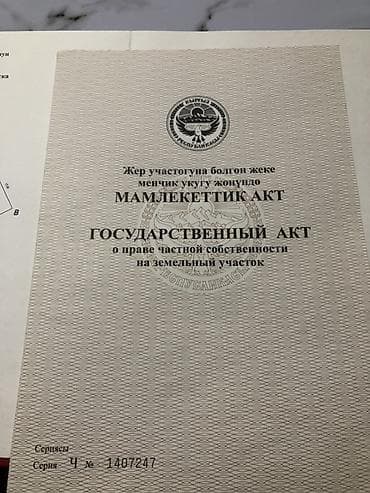 Жер участогуна болгон жеке
менчик укугу жөнүндө
МАМЛЕКЕТТИК АКТ
ГОСУДАРСТВЕННЫЙ АКТ
о праве частной собственности
на земельный участок
Сериясы
Серия Ч № 1407247
В